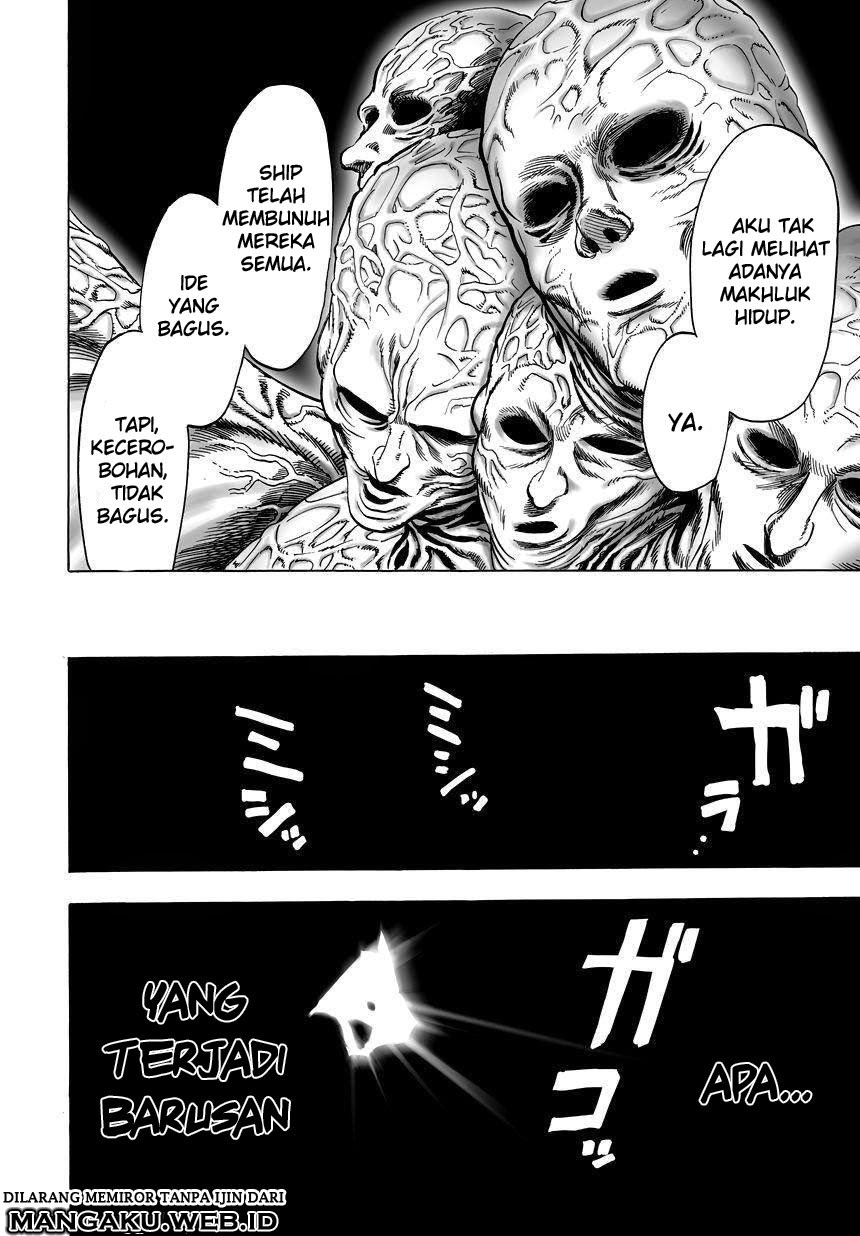 AKU TAK
LAGI MELIHAT
ADANYA
MAKHLUK
HIDUP.
YA.
SHIP
TELAH
MEMBUNUH
MEREKA
SEMUA.
IDE
YANG
BAGUS.
TAPI,
KECERO-
BOHAN,
TIDAK
BAGUS.
ギラ..
ミシッ
ミシッ
ガコッ
APA...
YANG
TERJADI
BARUSAN
DILARANG MEMIROR TANPA IJIN DARI
MANGAKU.WEB.ID